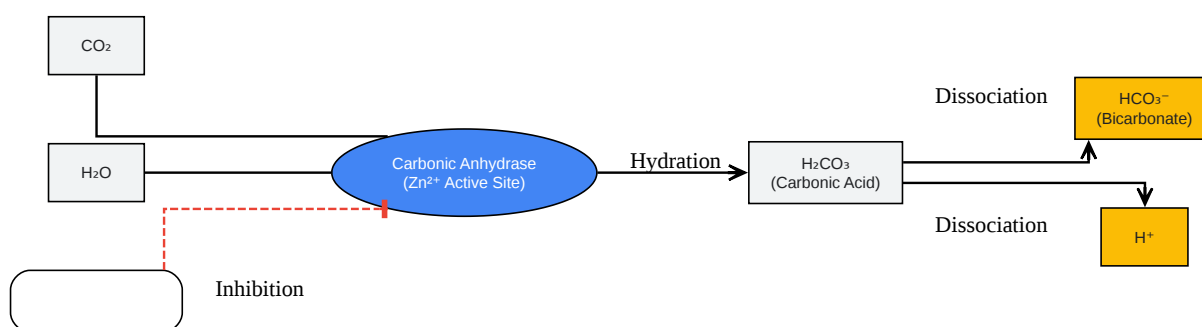 CO₂
H₂O
Carbonic Anhydrase
(Zn²⁺ Active Site)
Inhibition
Hydration
H₂CO₃
(Carbonic Acid)
Dissociation
HCO₃⁻
(Bicarbonate)
Dissociation
H⁺